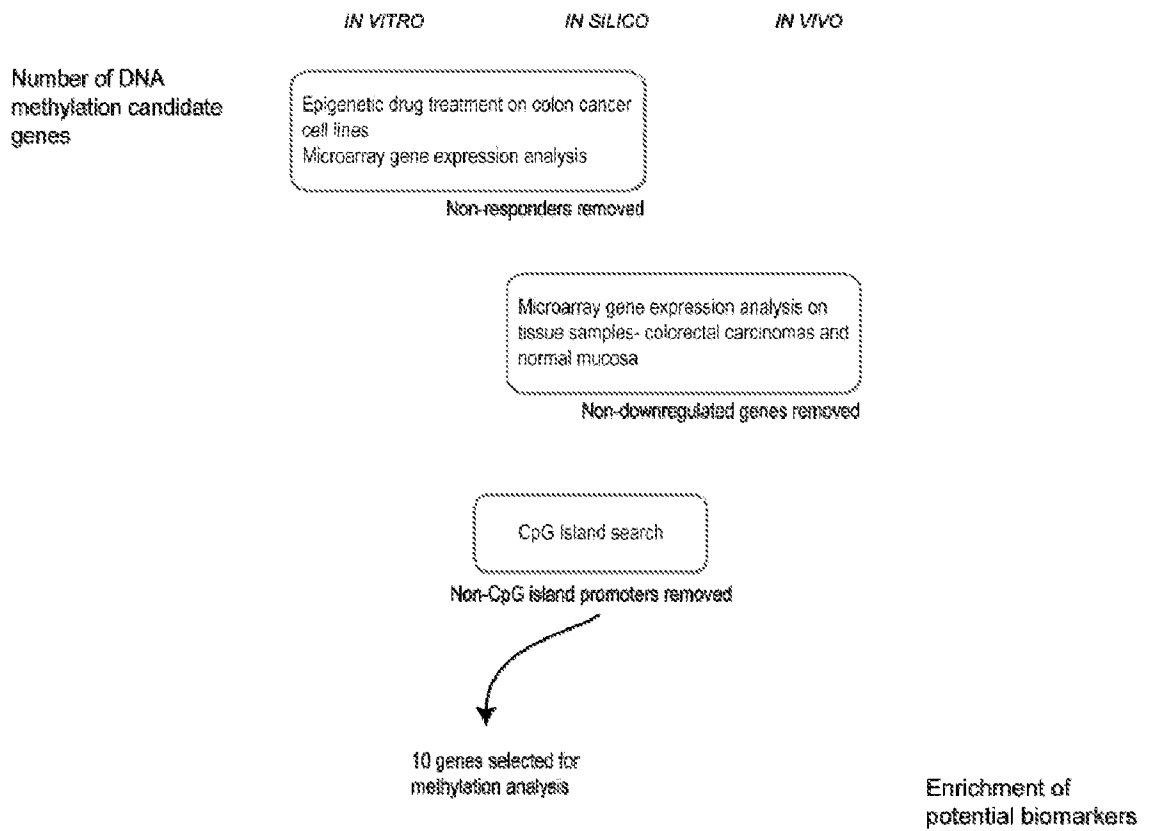 IN VITRO IN SILICO IN VIVO
Number of DNA
methylation candidate
genes
Epigenetic drug treatment on colon cancer
cell lines
Microarray gene expression analysis
Non-responders removed
Microarray gene expression analysis on
tissue samples- colorectal carcinomas and
normal mucosa
Non-downregulated genes removed
CpG island search
Non-CpG island promoters removed
10 genes selected for
methylation analysis
Enrichment of
potential biomarkers